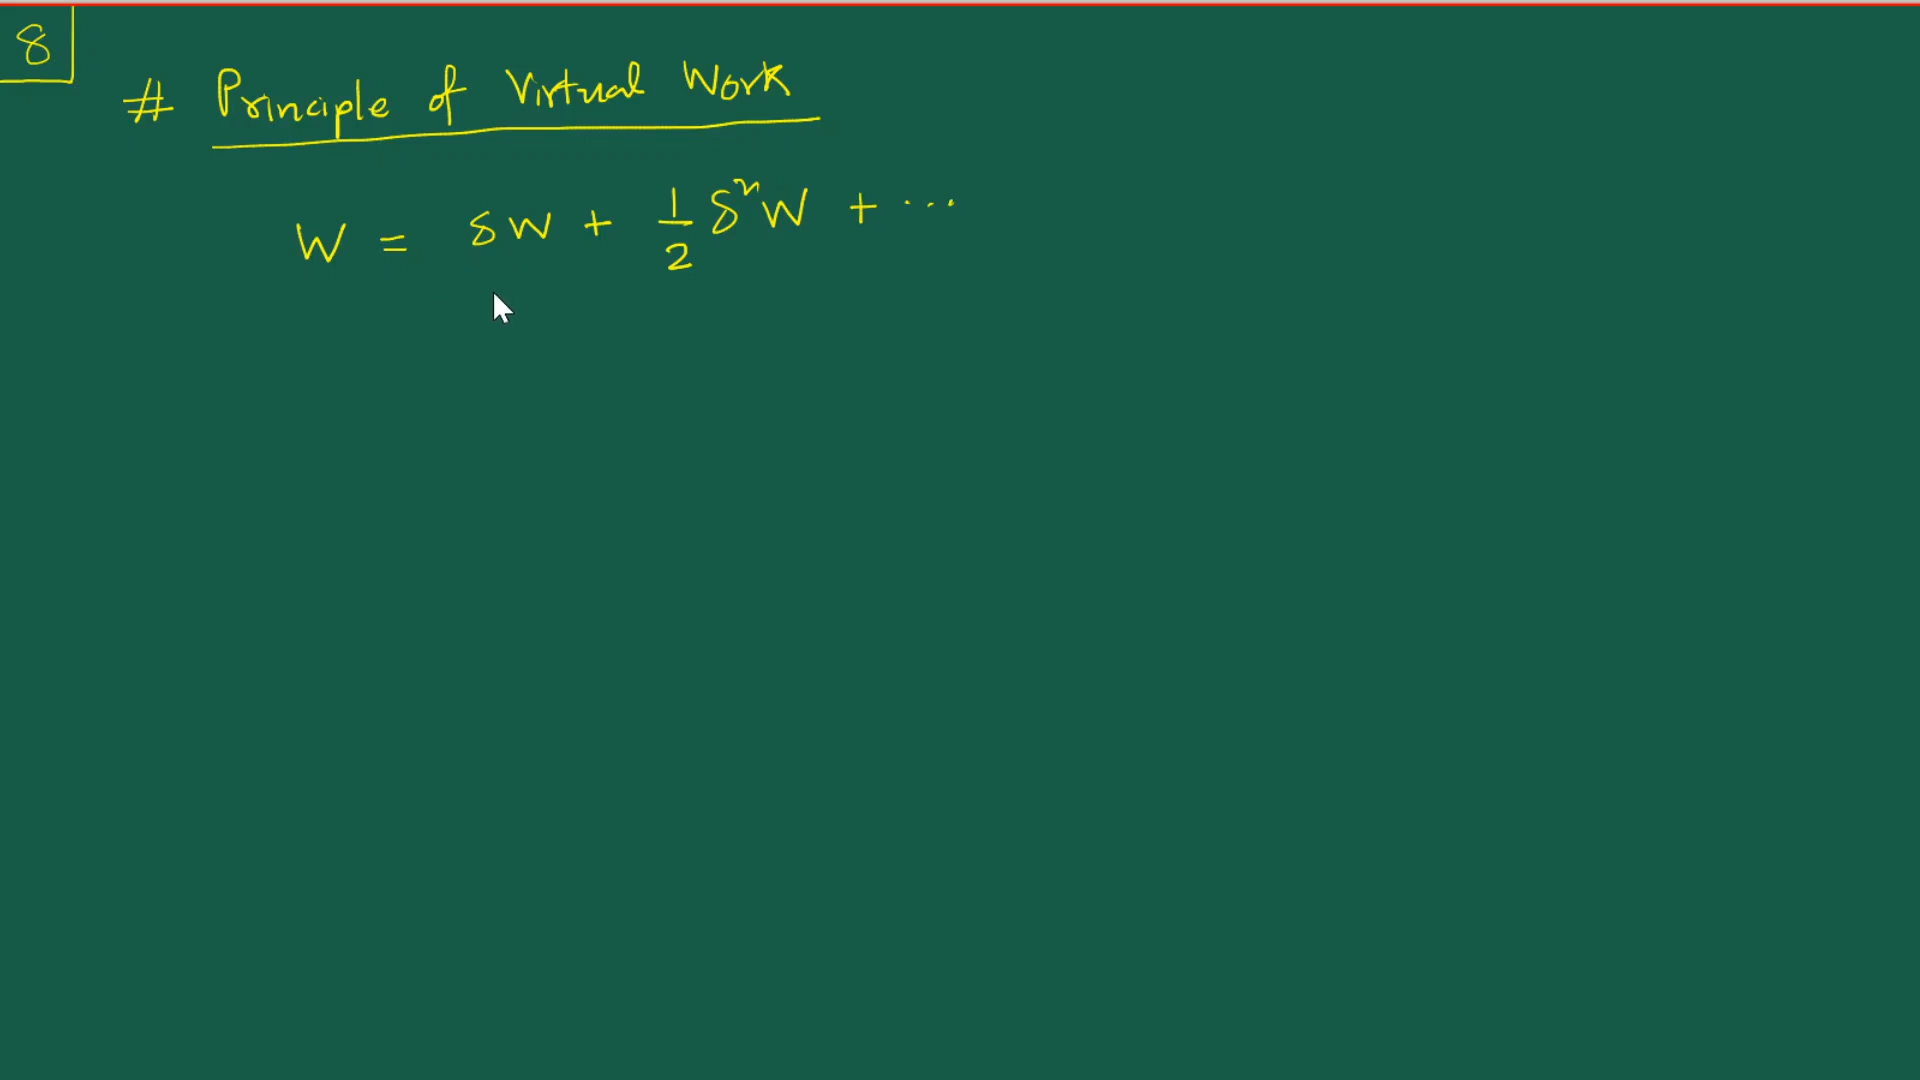 8
# Principle of Virtual Work
W = δW + 1/2 δ²W + ...